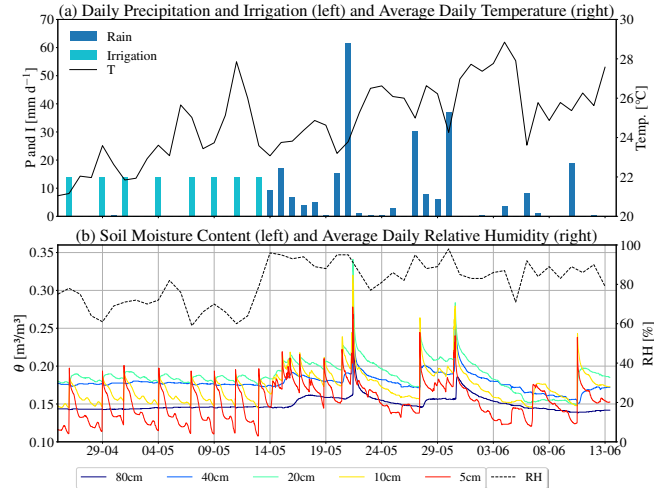 (a) Daily Precipitation and Irrigation (left) and Average Daily Temperature (right)
70
60
50
40
30
20
10
0
P and I [mm d⁻¹]
Rain
Irrigation
T
30
28
26
24
22
20
Temp. [°C]
(b) Soil Moisture Content (left) and Average Daily Relative Humidity (right)
0.35
0.30
0.25
0.20
0.15
0.10
θ [m³/m³]
100
80
60
40
20
0
RH [%]
29-04 04-05 09-05 14-05 19-05 24-05 29-05 03-06 08-06 13-06
80cm 40cm 20cm 10cm 5cm RH